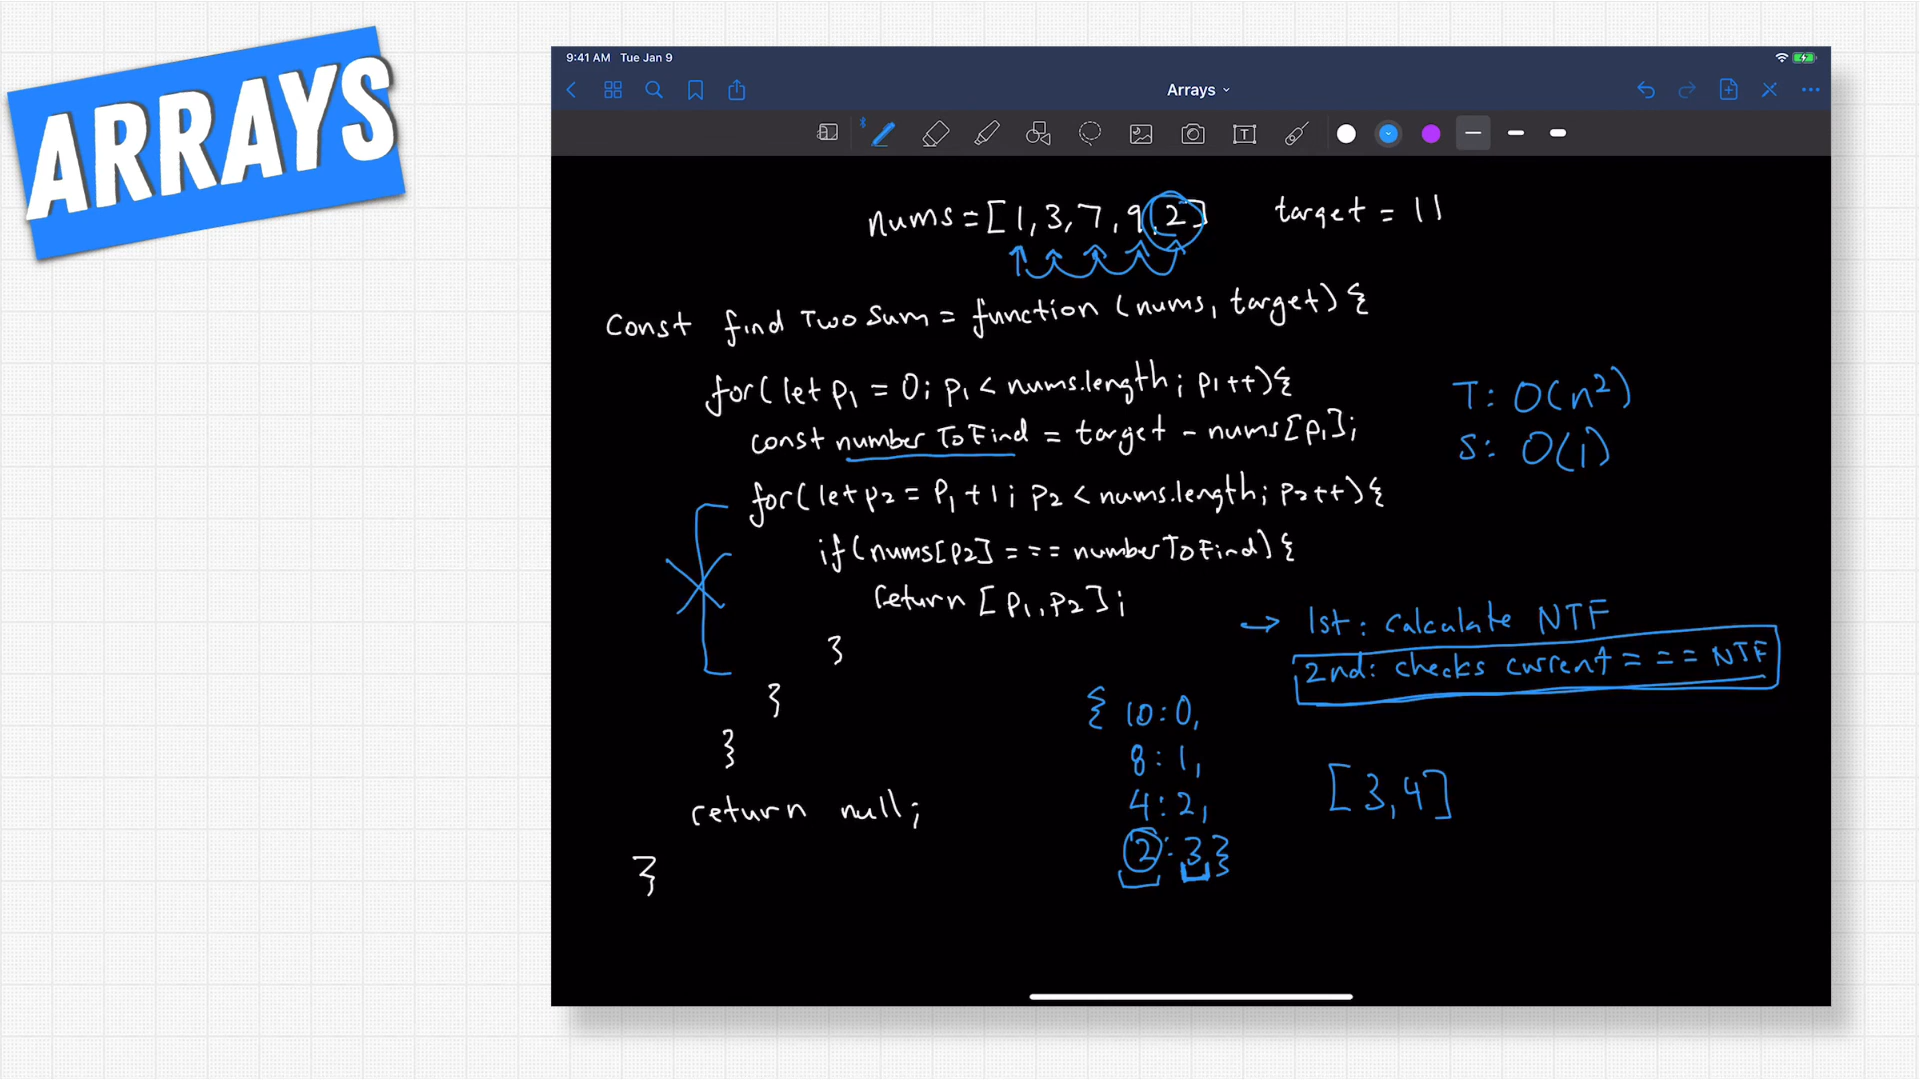 ARRAYS
9:41 AM Tue Jan 9
Arrays
T
nums = [1, 3, 7, 9, 2] target = 11
Const find Two Sum = function (nums, target) {
for(let p1 = 0; p1 < nums.length; p1++){
const number To Find = target - nums[p1];
for(let p2 = P1 + 1; p2 < nums.length; p2++){
if(nums[p2] === numberToFind){
return [p1, p2];
}
}
}
return null;
}
T: O(n²)
S: O(1)
→ 1st: calculate NTF
2nd: checks current === NTF
{ 10:0,
8:1,
4:2,
2:3}
[3,4]